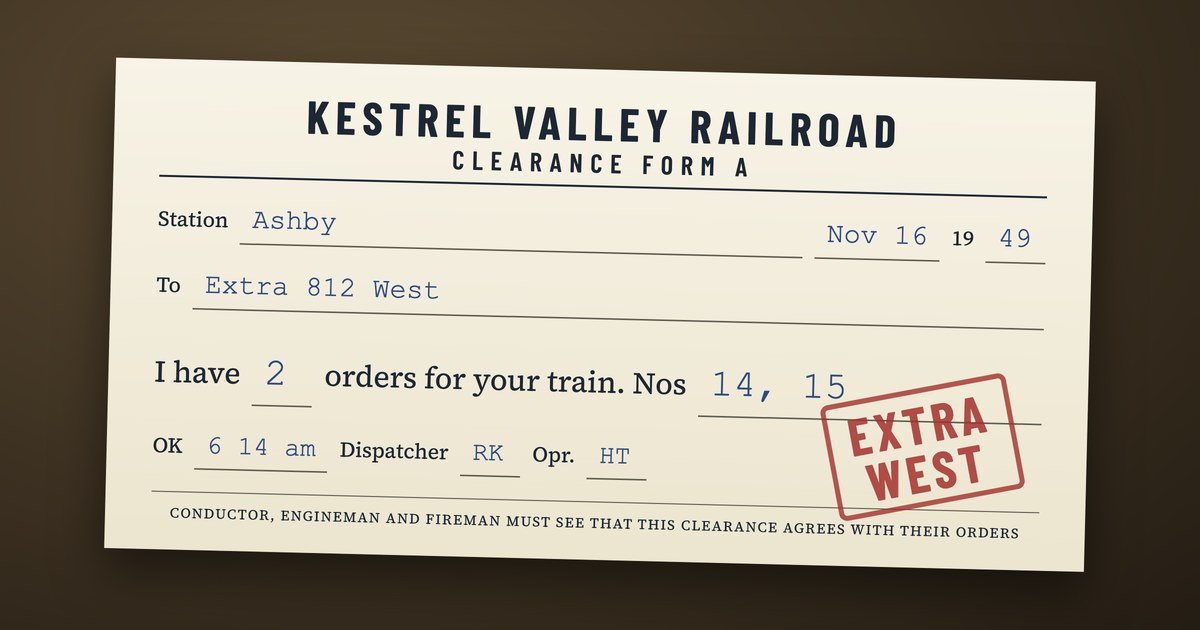 KESTREL VALLEY RAILROAD
CLEARANCE FORM A
Station Ashby Nov 16 19 49
To Extra 812 West
I have 2 orders for your train. Nos 14, 15
OK 6 14 am Dispatcher RK Opr. HT
EXTRA
WEST
CONDUCTOR, ENGINEMAN AND FIREMAN MUST SEE THAT THIS CLEARANCE AGREES WITH THEIR ORDERS